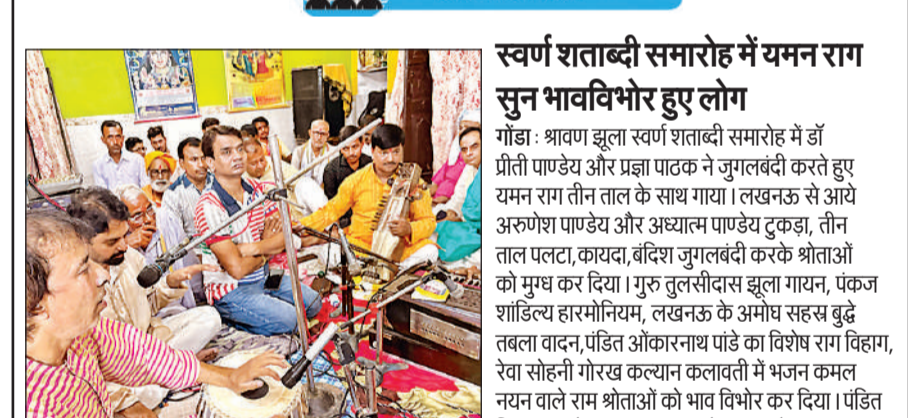 स्वर्ण शताब्दी समारोह में यमन राग
सुन भावविभोर हुए लोग
गोंडा : श्रावण झूला स्वर्ण शताब्दी समारोह में डॉ
प्रीती पाण्डेय और प्रज्ञा पाठक ने जुगलबंदी करते हुए
यमन राग तीन ताल के साथ गाया । लखनऊ से आये
अरुणेश पाण्डेय और अध्यात्म पाण्डेय टुकड़ा, तीन
ताल पलटा,कायदा,बंदिश जुगलबंदी करके श्रोताओं
को मुग्ध कर दिया । गुरु तुलसीदास झूला गायन, पंकज
शांडिल्य हारमोनियम, लखनऊ के अमोघ सहस्र बुद्धे
तबला वादन,पंडित ओंकारनाथ पांडे का विशेष राग विहाग,
रेवा सोहनी गोरख कल्यान कलावती में भजन कमल
नयन वाले राम श्रोताओं को भाव विभोर कर दिया । पंडित